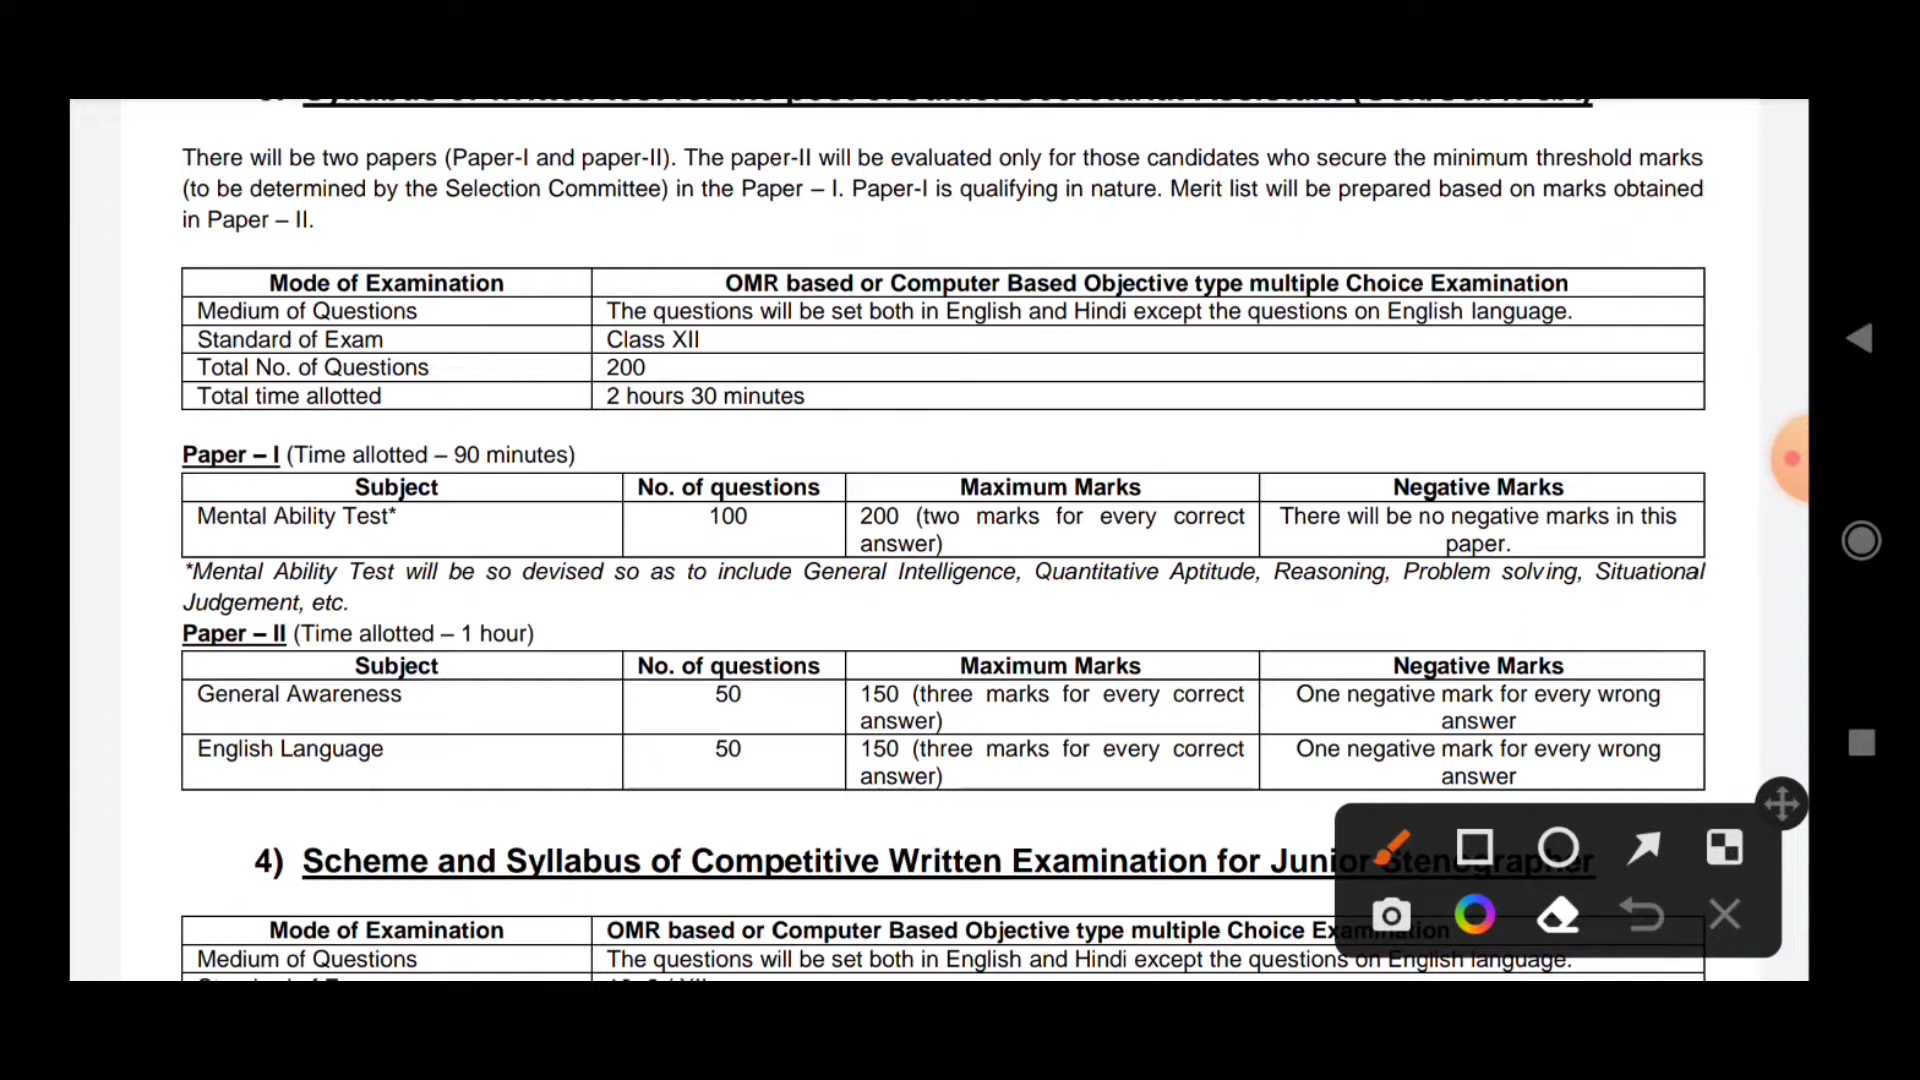 There will be two papers (Paper-I and paper-II). The paper-II will be evaluated only for those candidates who secure the minimum threshold marks
(to be determined by the Selection Committee) in the Paper – I. Paper-I is qualifying in nature. Merit list will be prepared based on marks obtained
in Paper – II.
Mode of Examination OMR based or Computer Based Objective type multiple Choice Examination
Medium of Questions The questions will be set both in English and Hindi except the questions on English language.
Standard of Exam Class XII
Total No. of Questions 200
Total time allotted 2 hours 30 minutes
Paper – I (Time allotted – 90 minutes)
Subject No. of questions Maximum Marks Negative Marks
Mental Ability Test* 100 200 (two marks for every correct There will be no negative marks in this
answer) paper.
*Mental Ability Test will be so devised so as to include General Intelligence, Quantitative Aptitude, Reasoning, Problem solving, Situational
Judgement, etc.
Paper – II (Time allotted – 1 hour)
Subject No. of questions Maximum Marks Negative Marks
General Awareness 50 150 (three marks for every correct One negative mark for every wrong
answer) answer
English Language 50 150 (three marks for every correct One negative mark for every wrong
answer) answer
4) Scheme and Syllabus of Competitive Written Examination for Junior Stenographer
Mode of Examination OMR based or Computer Based Objective type multiple Choice Examination
Medium of Questions The questions will be set both in English and Hindi except the questions on English language.